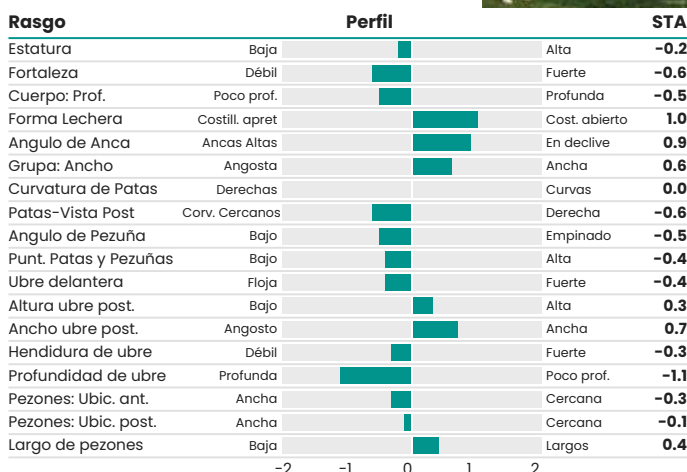 Rasgo Perfil STA
Estatura Baja Alta -0.2
Fortaleza Débil Fuerte -0.6
Cuerpo: Prof. Poco prof. Profunda -0.5
Forma Lechera Costill. apret Cost. abierto 1.0
Angulo de Anca Ancas Altas En declive 0.9
Grupa: Ancho Angosta Ancha 0.6
Curvatura de Patas Derechas Curvas 0.0
Patas-Vista Post Corv. Cercanos Derecha -0.6
Angulo de Pezuña Bajo Empinado -0.5
Punt. Patas y Pezuñas Bajo Alta -0.4
Ubre delantera Floja Fuerte -0.4
Altura ubre post. Bajo Alta 0.3
Ancho ubre post. Angosto Ancha 0.7
Hendidura de ubre Débil Fuerte -0.3
Profundidad de ubre Profunda Poco prof. -1.1
Pezones: Ubic. ant. Ancha Cercana -0.3
Pezones: Ubic. post. Ancha Cercana -0.1
Largo de pezones Baja Largos 0.4
-2 -1 0 1 2